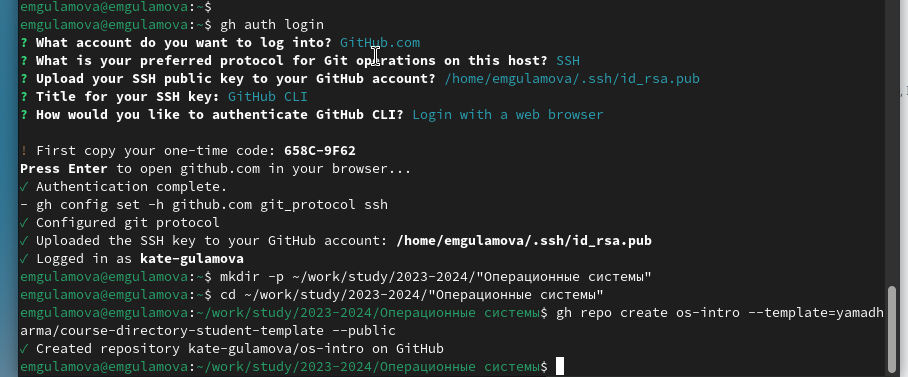 emgulamova@emgulamova:~$
emgulamova@emgulamova:~$ gh auth login
? What account do you want to log into? GitHub.com
? What is your preferred protocol for Git operations on this host? SSH
? Upload your SSH public key to your GitHub account? /home/emgulamova/.ssh/id_rsa.pub
? Title for your SSH key: GitHub CLI
? How would you like to authenticate GitHub CLI? Login with a web browser
! First copy your one-time code: 658C-9F62
Press Enter to open github.com in your browser...
✓ Authentication complete.
- gh config set -h github.com git_protocol ssh
✓ Configured git protocol
✓ Uploaded the SSH key to your GitHub account: /home/emgulamova/.ssh/id_rsa.pub
✓ Logged in as kate-gulamova
emgulamova@emgulamova:~$ mkdir -p ~/work/study/2023-2024/"Операционные системы"
emgulamova@emgulamova:~$ cd ~/work/study/2023-2024/"Операционные системы"
emgulamova@emgulamova:~/work/study/2023-2024/Операционные системы$ gh repo create os-intro --template=yamadh
arma/course-directory-student-template --public
✓ Created repository kate-gulamova/os-intro on GitHub
emgulamova@emgulamova:~/work/study/2023-2024/Операционные системы$